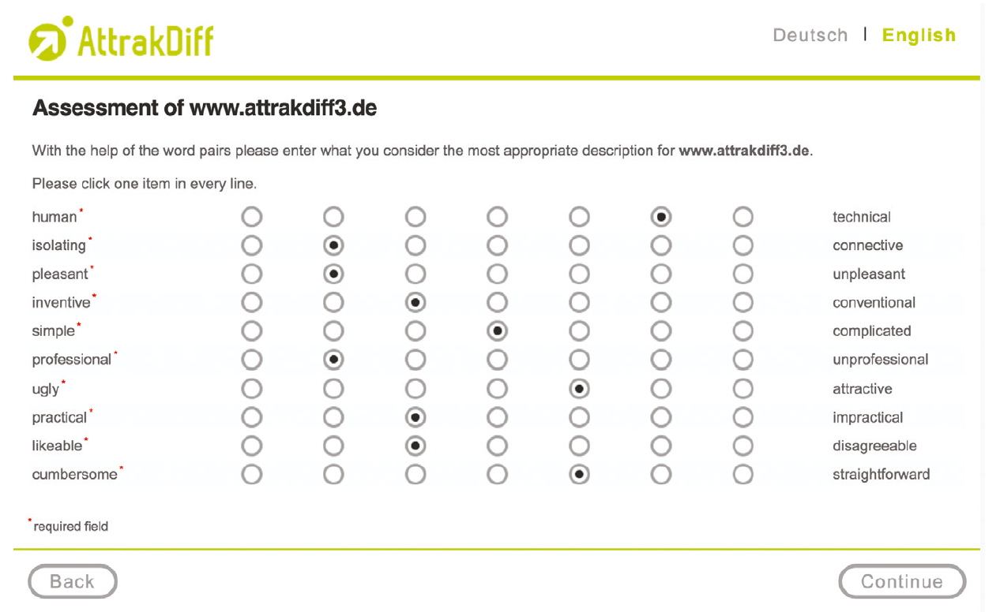 AttrakDiff
Deutsch | English
Assessment of www.attrakdiff3.de
With the help of the word pairs please enter what you consider the most appropriate description for www.attrakdiff3.de.
Please click one item in every line.
human* technical
isolating* connective
pleasant* unpleasant
inventive* conventional
simple* complicated
professional* unprofessional
ugly* attractive
practical* impractical
likeable* disagreeable
cumbersome* straightforward
* required field
Back Continue